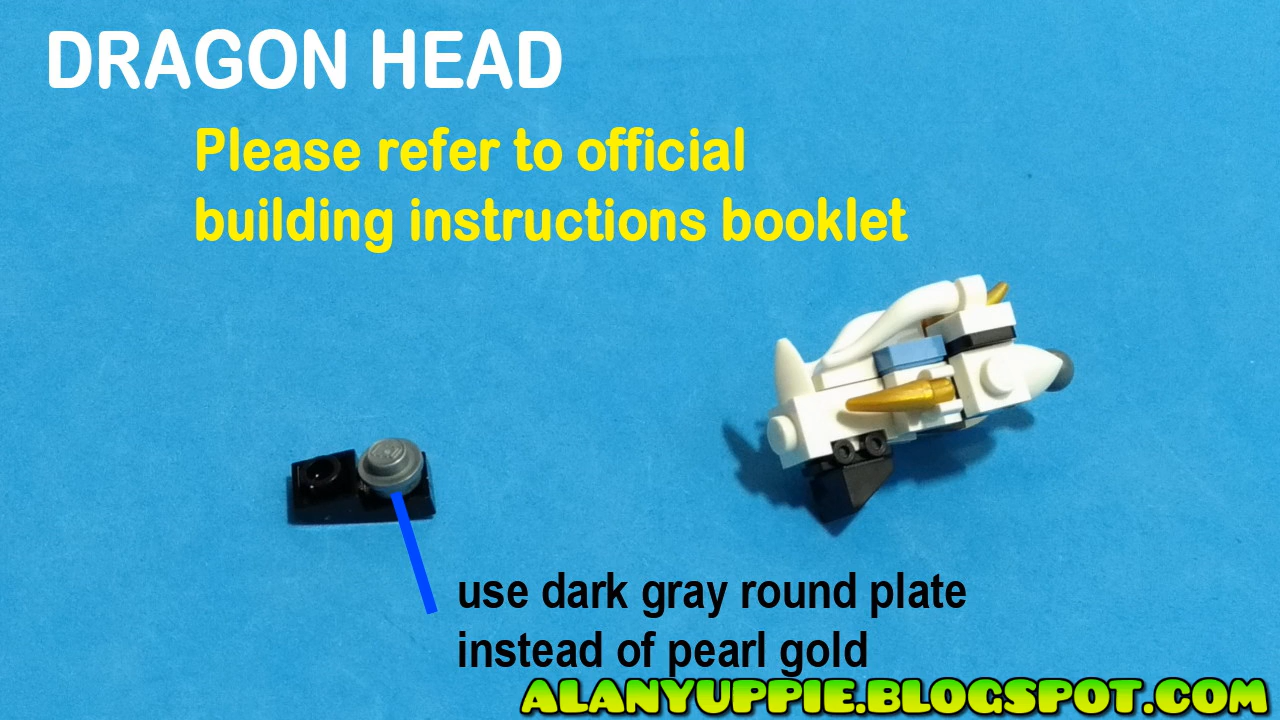 DRAGON HEAD
Please refer to official
building instructions booklet
use dark gray round plate
instead of pearl gold
ALANYUPPIE.BLOGSPOT.COM